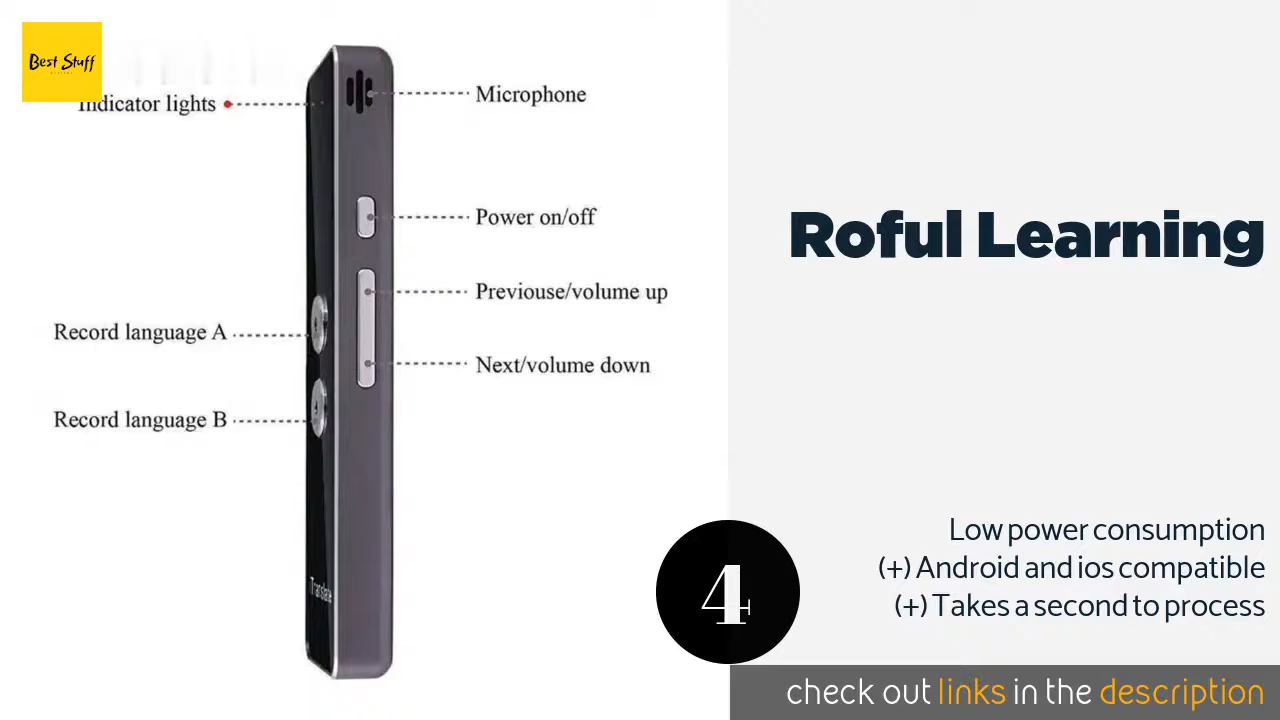 Best Stuff
Indicator lights
Microphone
Power on/off
Previouse/volume up
Record language A
Next/volume down
Record language B
iTranslate
Roful Learning
Low power consumption
(+) Android and ios compatible
(+) Takes a second to process
4
check out links in the description